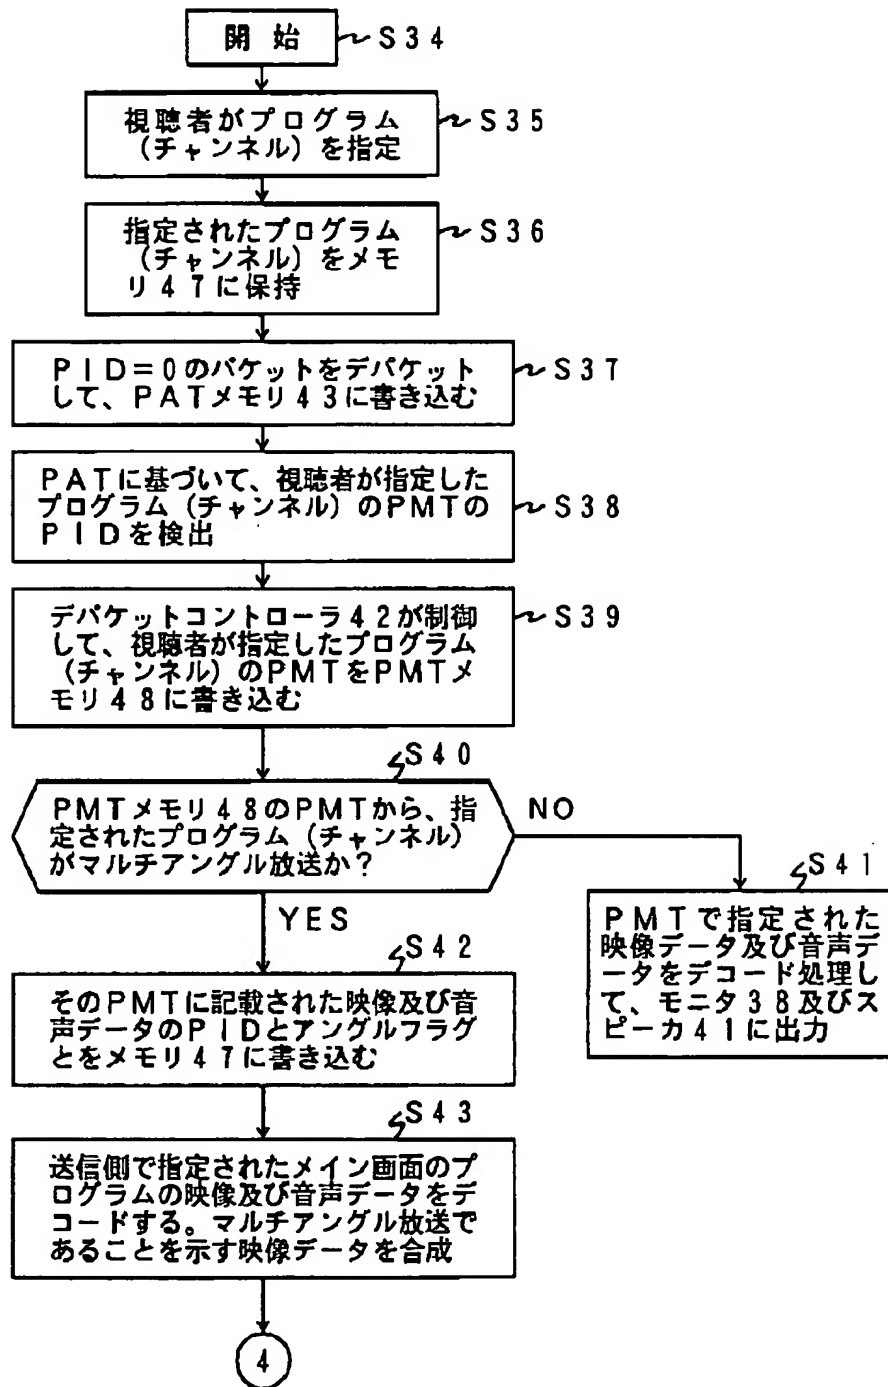 開始
S34
視聴者がプログラム
(チャンネル)を指定
S35
指定されたプログラム
(チャンネル)をメモ
リ47に保持
S36
PID=0のパケットをデパケット
して、PATメモリ43に書き込む
S37
PATに基づいて、視聴者が指定した
プログラム(チャンネル)のPMTの
PIDを検出
S38
デパケットコントローラ42が制御
して、視聴者が指定したプログラム
(チャンネル)のPMTをPMTメ
モリ48に書き込む
S39
S40
PMTメモリ48のPMTから、指
定されたプログラム(チャンネル)
がマルチアングル放送か?
NO
S41
PMTで指定された
映像データ及び音声デ
ータをデコード処理し
て、モニタ38及びス
ピーカ41に出力
YES
S42
そのPMTに記載された映像及び音
声データのPIDとアングルフラグ
とをメモリ47に書き込む
S43
送信側で指定されたメイン画面のプ
ログラムの映像及び音声データをデ
コードする。マルチアングル放送で
あることを示す映像データを合成
4